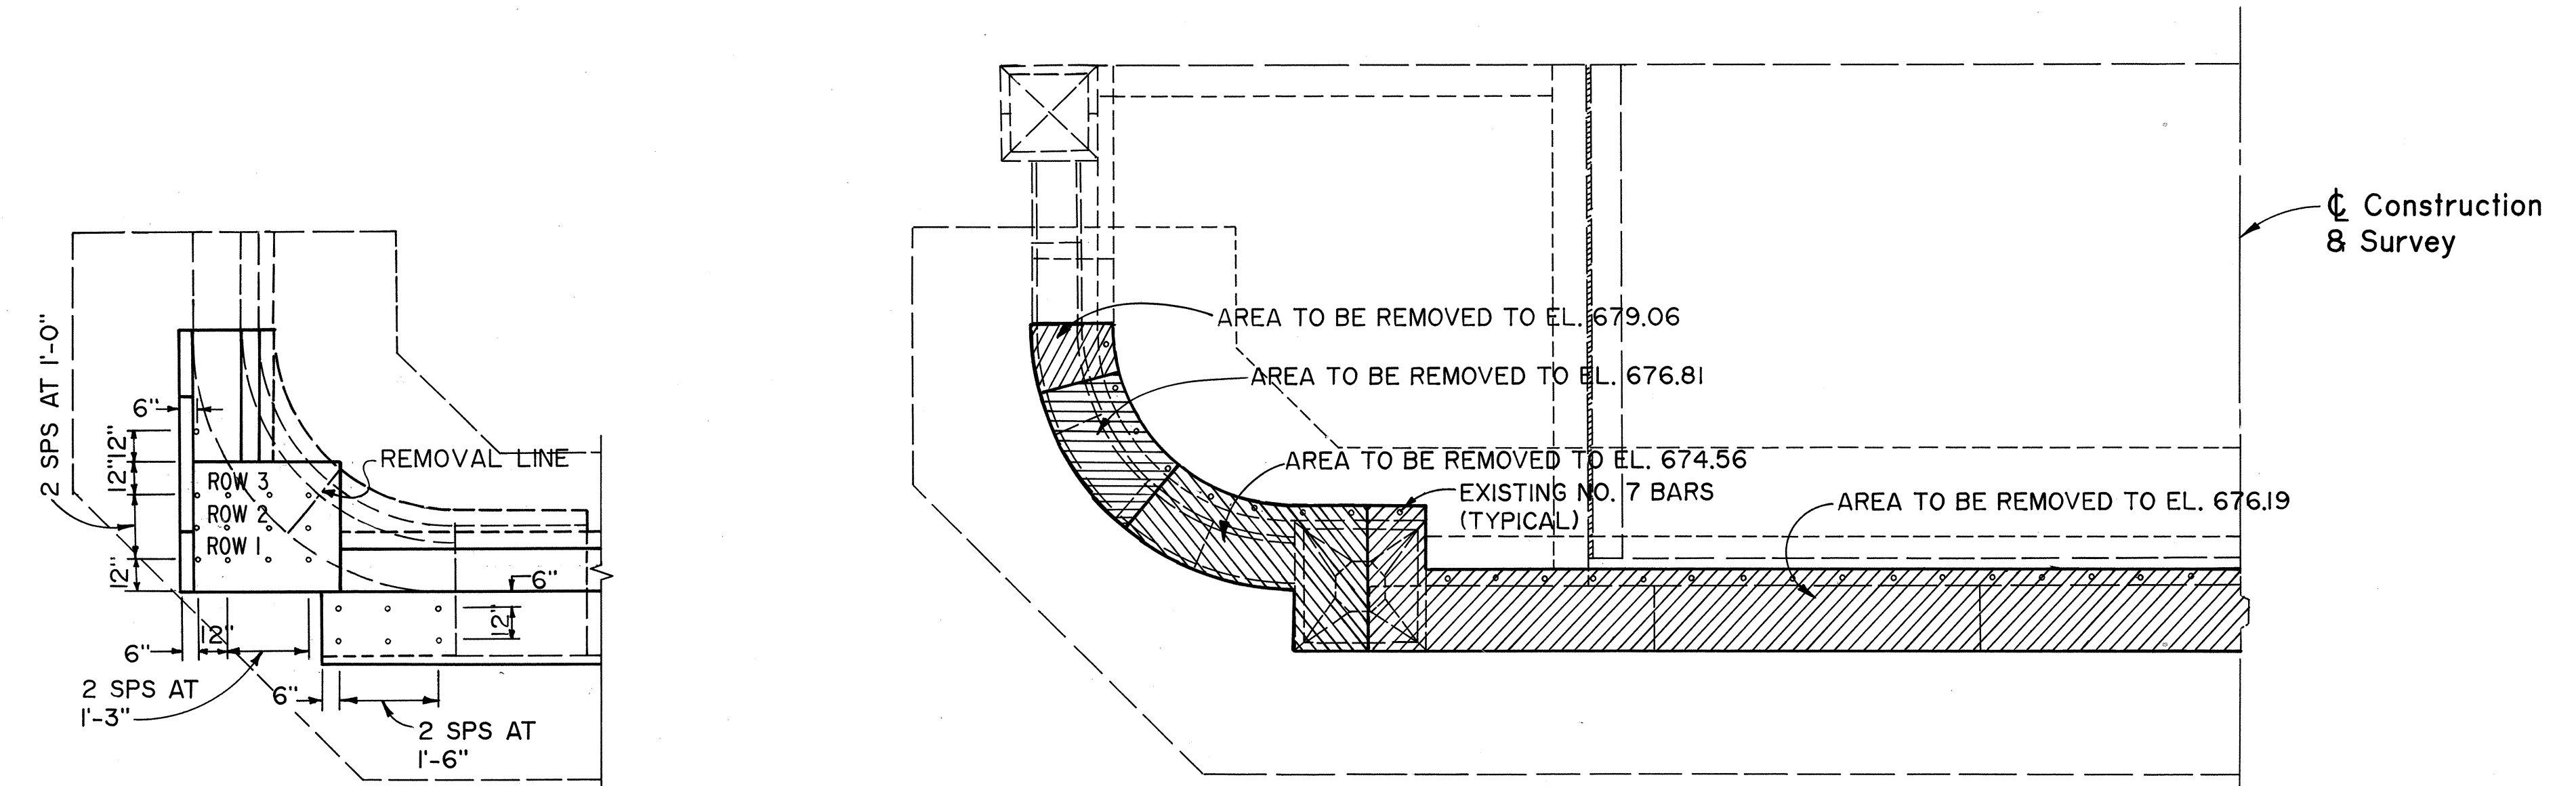 2 SPS AT 1'-0"
6"
12"
12"
12"
ROW 3
ROW 2
ROW 1
REMOVAL LINE
6"
12"
12"
6"
2 SPS AT
1'-3"
6"
2 SPS AT
1'-6"
AREA TO BE REMOVED TO EL. 679.06
AREA TO BE REMOVED TO EL. 676.81
AREA TO BE REMOVED TO EL. 674.56
EXISTING NO. 7 BARS
(TYPICAL)
AREA TO BE REMOVED TO EL. 676.19
℄ Construction
& Survey